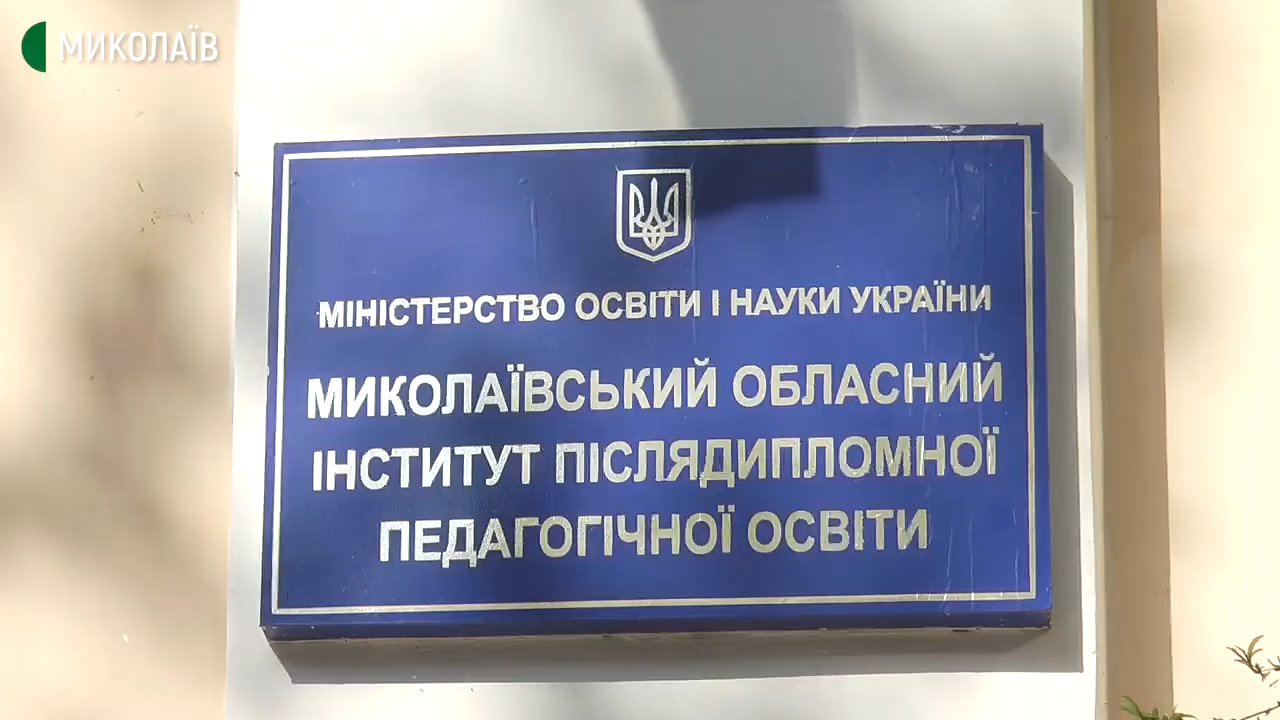 МИКОЛАЇВ
МІНІСТЕРСТВО ОСВІТИ І НАУКИ УКРАЇНИ
МИКОЛАЇВСЬКИЙ ОБЛАСНИЙ
ІНСТИТУТ ПІСЛЯДИПЛОМНОЇ
ПЕДАГОГІЧНОЇ ОСВІТИ